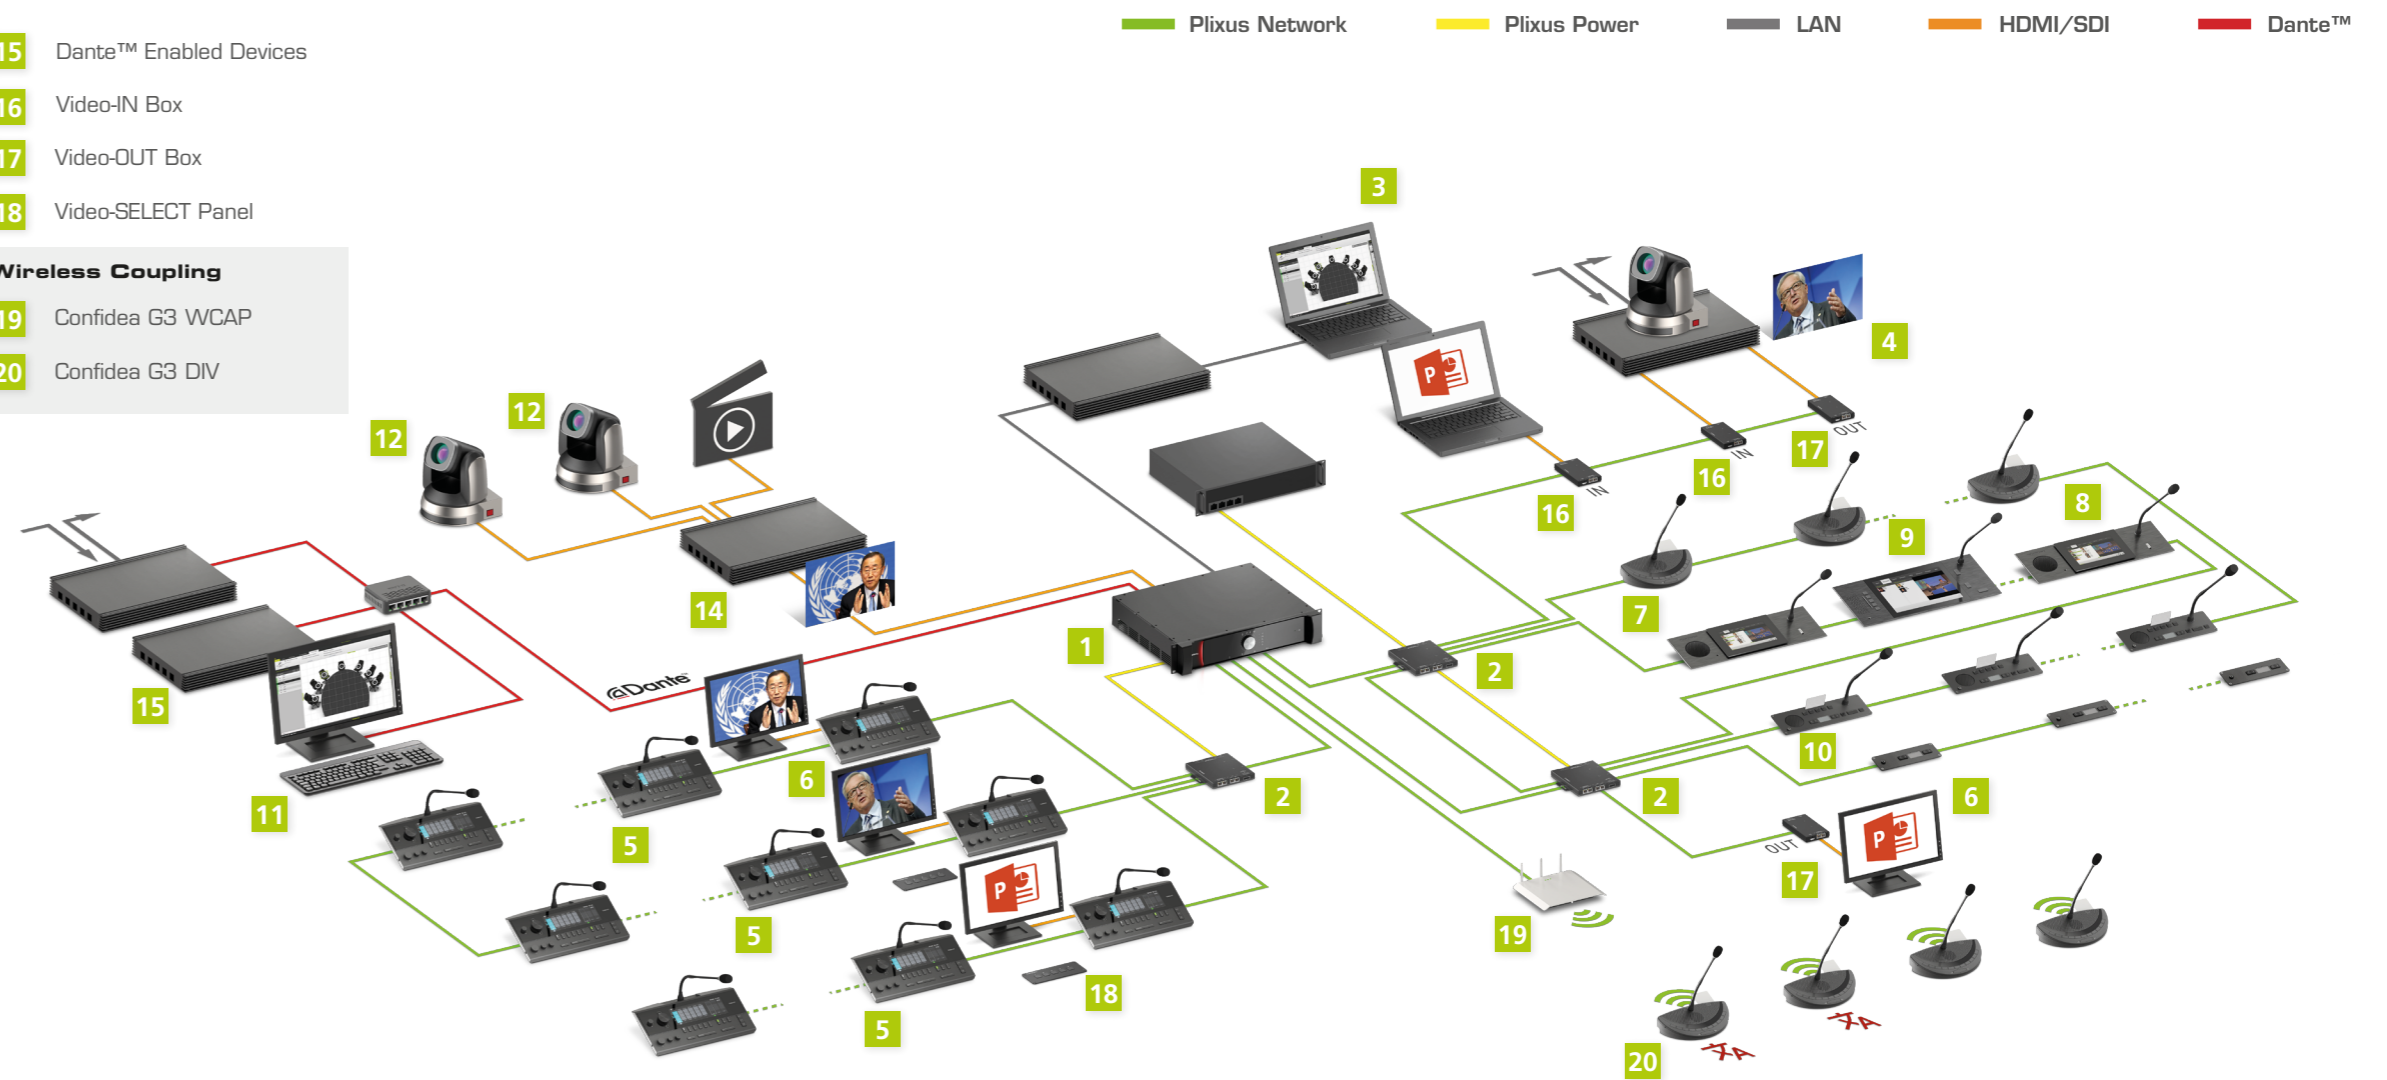 Plixus Network Plixus Power LAN HDMI/SDI Dante™
15 Dante™ Enabled Devices
16 Video-IN Box
17 Video-OUT Box
18 Video-SELECT Panel
Wireless Coupling
19 Confidea G3 WCAP
20 Confidea G3 DIV
3
4
12
12
P
OUT
17
IN
16
IN
16
8
9
7
14
1
2
15
Dante™
10
6
11
6
2
2
6
5
P
P
OUT
17
5
19
18
5
20